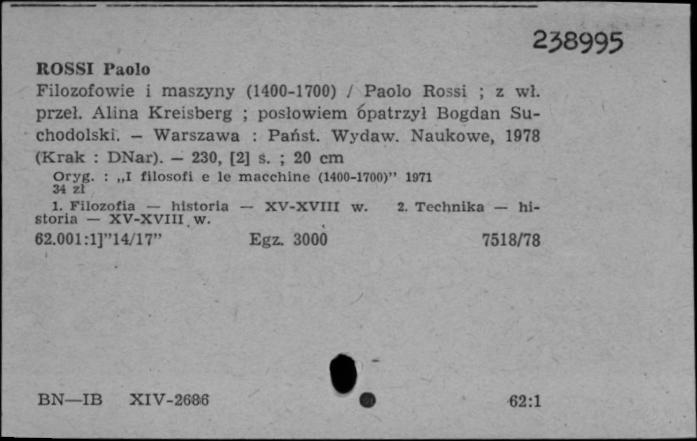 238995
ROSSI Paolo
Filozofowie i maszyny (1400-1700) / Paolo Rossi ; z wł.
przeł. Alina Kreisberg ; posłowiem opatrzył Bogdan Su-
chodolski. — Warszawa : Państ. Wydaw. Naukowe, 1978
(Krak : DNar). — 230, [2] s. ; 20 cm
Oryg. : „I filosofi e le macchine (1400-1700)” 1971
34 zł
1. Filozofia — historia — XV-XVIII w. 2. Technika — hi-
storia — XV-XVIII w.
62.001:1]”14/17” Egz. 3000 7518/78
BN—IB XIV-2686 62:1